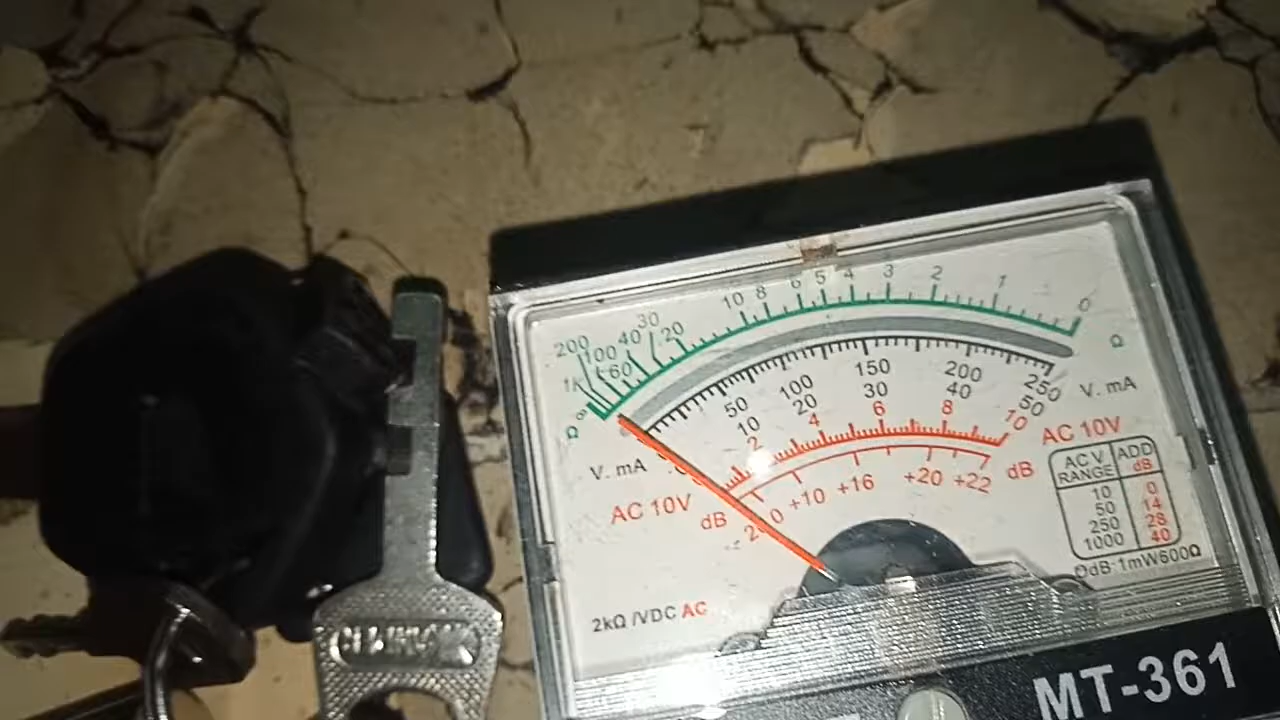 200 100 40 30 20 10 8 6 5 4 3 2 1 0
1K 60
∞
Ω Ω
50 100 150 200 250
10 20 30 40 50
V. mA V. mA
2 4 6 8 10
AC 10V AC 10V
dB 0 +10 +16 +20 +22 dB
AC V RANGE ADD dB
10 0
50 14
250 28
1000 40
0dB:1mW600Ω
2kΩ /VDC AC
MT-361